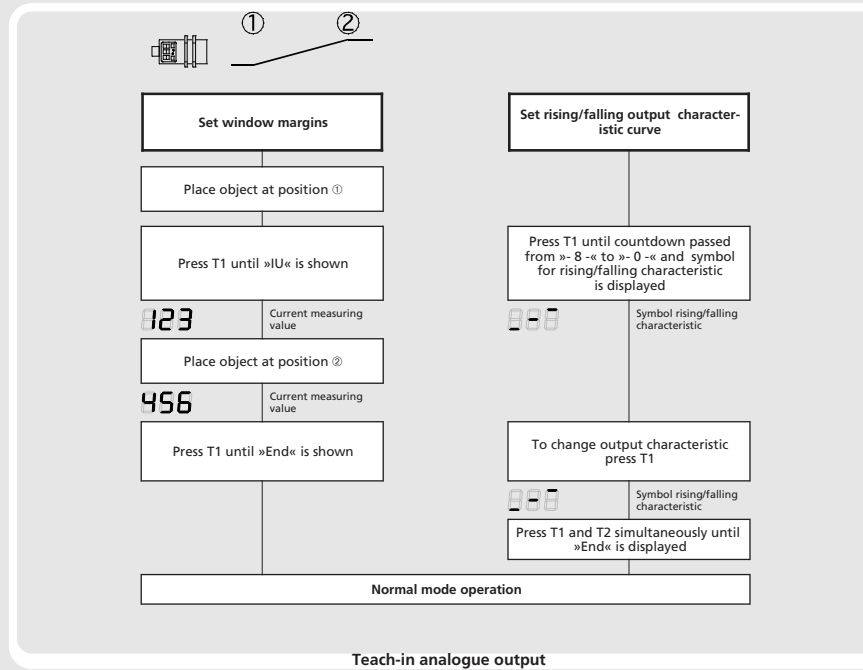 ① ②
Set window margins
Place object at position ①
Press T1 until »IU« is shown
123
Current measuring
value
Place object at position ②
456
Current measuring
value
Press T1 until »End« is shown
Set rising/falling output character-
istic curve
Press T1 until countdown passed
from »- 8 -« to »- 0 -« and symbol
for rising/falling characteristic
is displayed
Symbol rising/falling
characteristic
To change output characteristic
press T1
Symbol rising/falling
characteristic
Press T1 and T2 simultaneously until
»End« is displayed
Normal mode operation
Teach-in analogue output